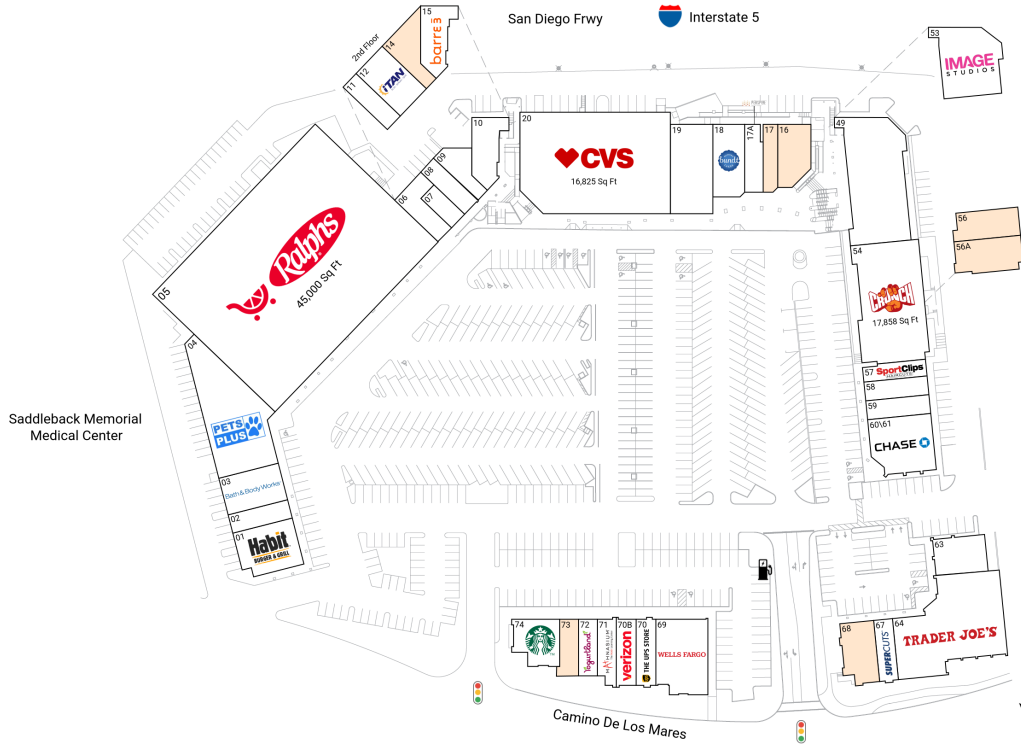 San Diego Frwy
Interstate 5
2nd Floor
11
12
iTAN
14
15
barre3
53
IMAGE
STUDIOS
10
09
08
07
06
20
CVS
16,825 Sq Ft
19
18
bundt
17A
17
16
49
05
Ralphs
45,000 Sq Ft
54
CRUNCH
17,858 Sq Ft
56
56A
57
SportClips
HAIRCUTS
58
59
60\61
CHASE
04
PETS
PLUS
03
Bath & Body Works
02
01
Habit
BURGER & GRILL
Saddleback Memorial
Medical Center
74
73
72
Yogurtland
71
MATHNASIUM
70B
verizon
70
THE UPS STORE
69
WELLS FARGO
63
68
67
SUPERCUTS
64
TRADER JOE'S
Camino De Los Mares